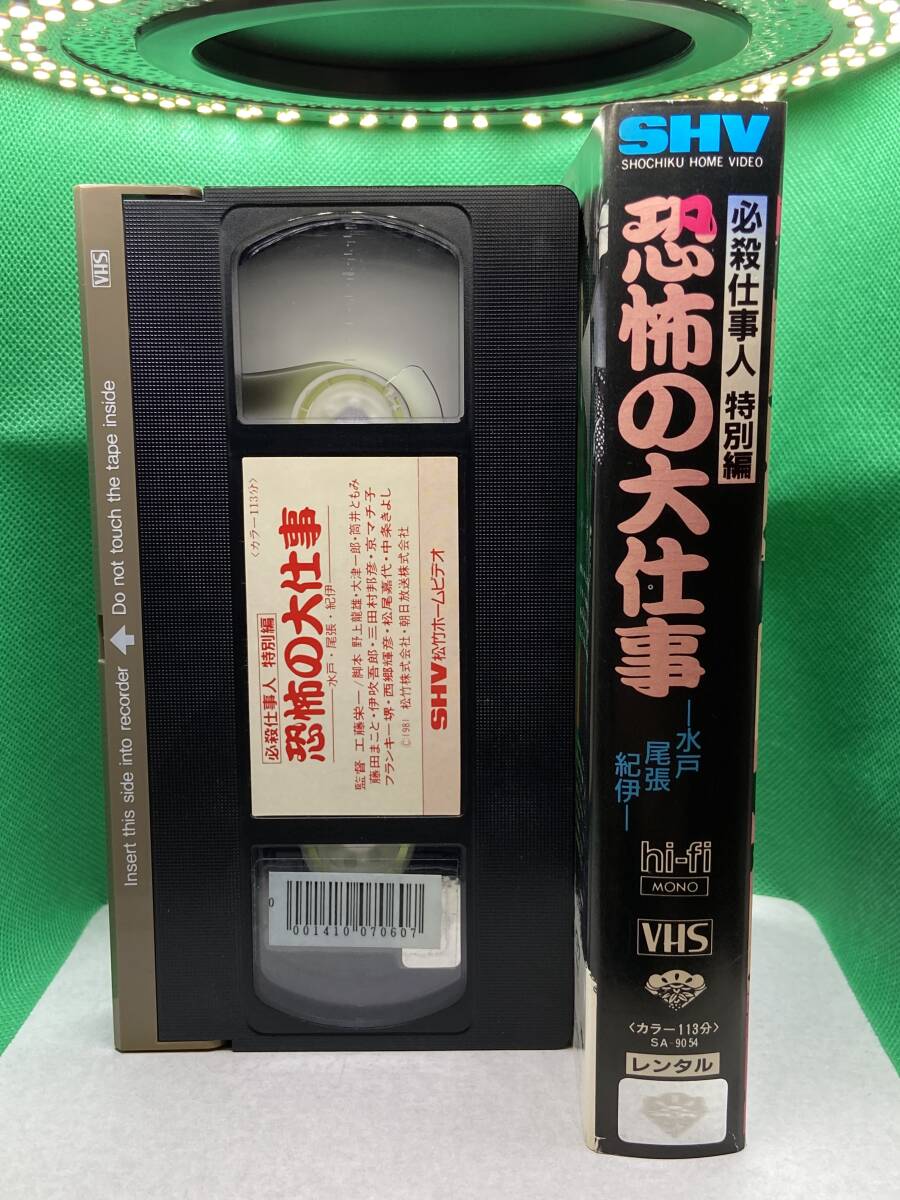 VHS
Insert this side into recorder ↑ Do not touch the tape inside
〈カラー113分〉
必殺仕事人 特別編
恐怖の大仕事
―水戸・尾張・紀伊―
監督 工藤栄一/脚本 野上龍雄・大津一郎・筒井ともみ
藤田まこと・伊吹吾郎・三田村邦彦・京マチ子
フランキー堺・西郷輝彦・松尾嘉代・中条きよし
©1981 松竹株式会社・朝日放送株式会社
SHV松竹ホームビデオ
0
001410 070607
SHV
SHOCHIKU HOME VIDEO
必殺仕事人 特別編
恐怖の大仕事
―水戸
尾張
紀伊―
hi-fi
MONO
VHS
〈カラー113分〉
SA-9054
レンタル